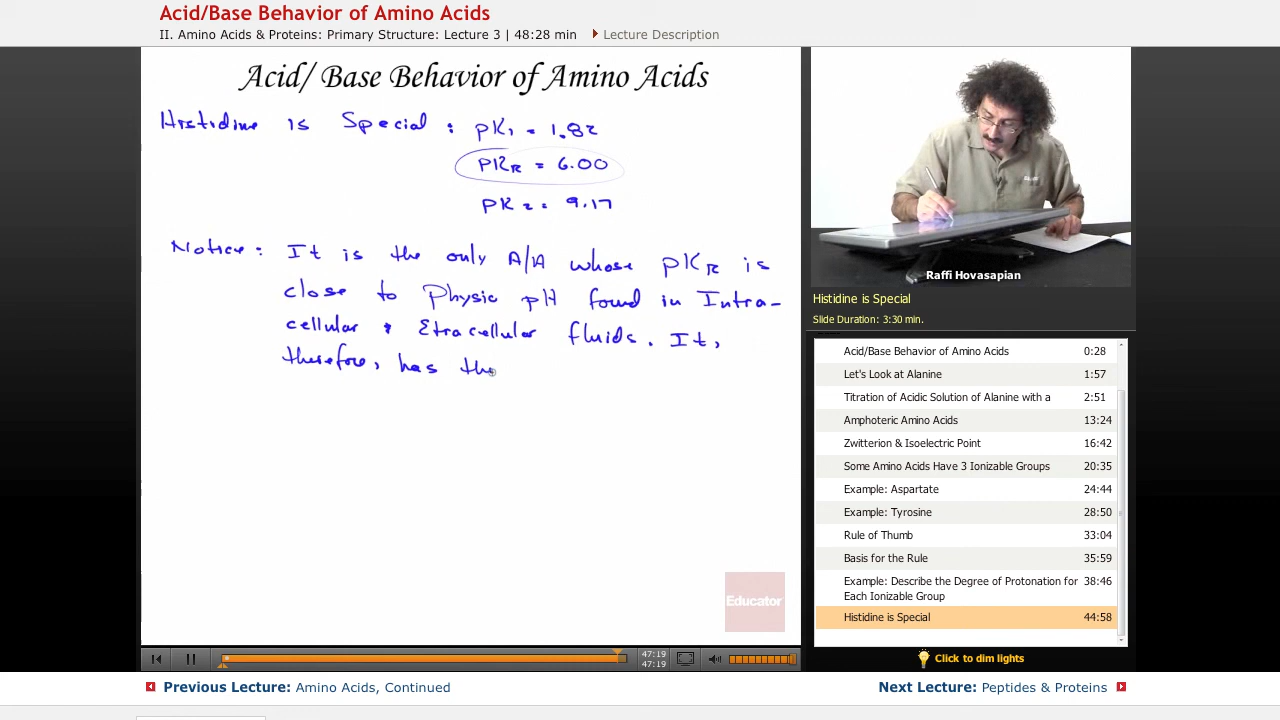 Acid/Base Behavior of Amino Acids
II. Amino Acids & Proteins: Primary Structure: Lecture 3 | 48:28 min Lecture Description
Acid/ Base Behavior of Amino Acids
Histidine is Special : pK1 = 1.82
pKR = 6.00
pK2 = 9.17
Notice: It is the only A/A whose pKR is
close to Physio pH found in Intra-
cellular & Etracellular fluids. It,
therefore, has the
Educator
Raffi Hovasapian
Histidine is Special
Slide Duration: 3:30 min.
Acid/Base Behavior of Amino Acids 0:28
Let's Look at Alanine 1:57
Titration of Acidic Solution of Alanine with a 2:51
Amphoteric Amino Acids 13:24
Zwitterion & Isoelectric Point 16:42
Some Amino Acids Have 3 Ionizable Groups 20:35
Example: Aspartate 24:44
Example: Tyrosine 28:50
Rule of Thumb 33:04
Basis for the Rule 35:59
Example: Describe the Degree of Protonation for 38:46
Each Ionizable Group
Histidine is Special 44:58
47:19
47:19
Click to dim lights
Previous Lecture: Amino Acids, Continued
Next Lecture: Peptides & Proteins